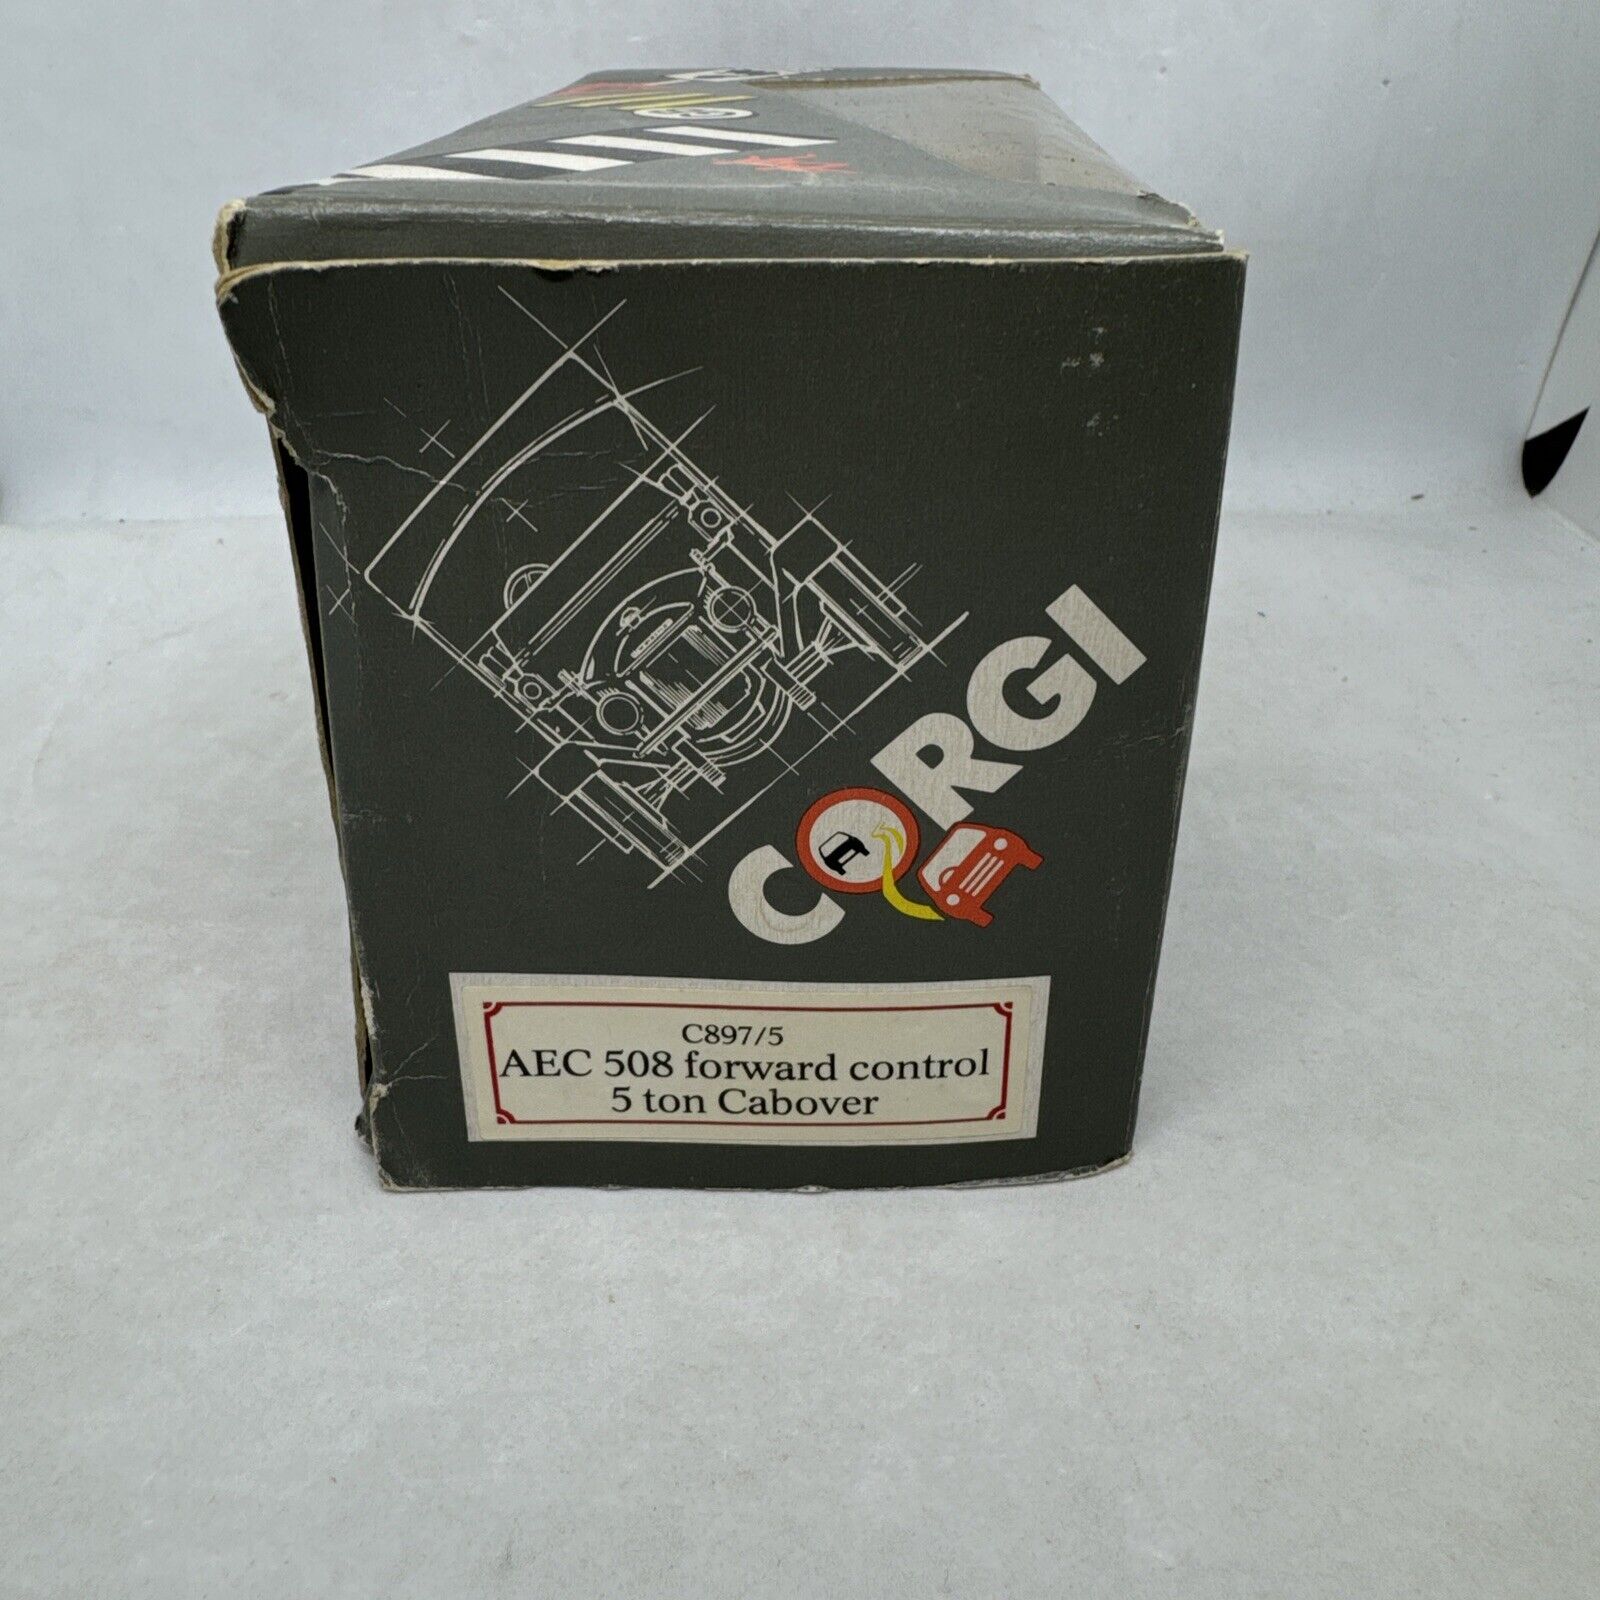 CORGI
C897/5
AEC 508 forward control
5 ton Cabover